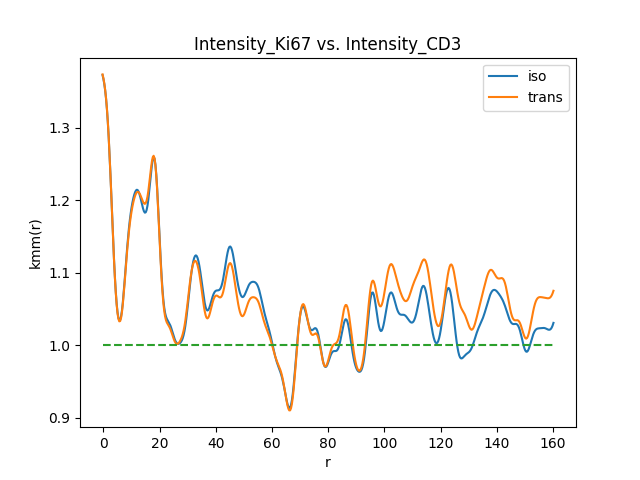 Intensity_Ki67 vs. Intensity_CD3
iso
trans
kmm(r)
1.3
1.2
1.1
1.0
0.9
0 20 40 60 80 100 120 140 160
r